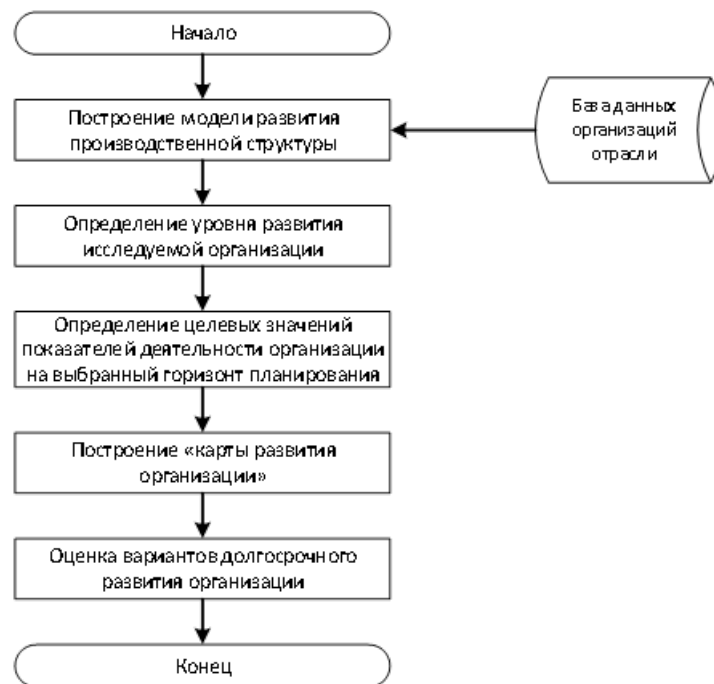 Начало
Построение модели развития
производственной структуры
База данных
организаций
отрасли
Определение уровня развития
исследуемой организации
Определение целевых значений
показателей деятельности организации
на выбранный горизонт планирования
Построение «карты развития
организации»
Оценка вариантов долгосрочного
развития организации
Конец